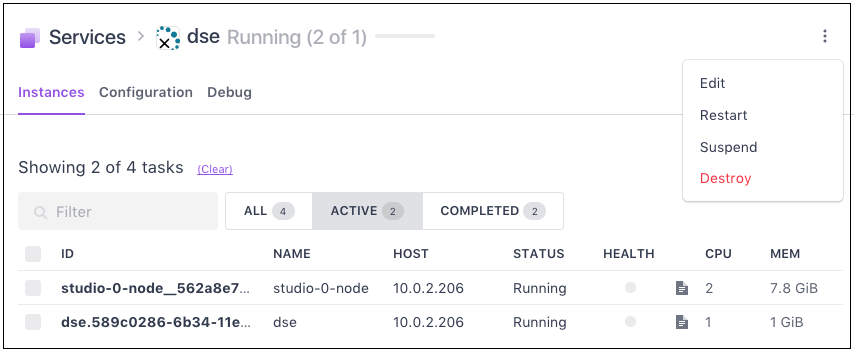 Services > dse Running (2 of 1)
Edit
Restart
Suspend
Destroy
Instances Configuration Debug
Showing 2 of 4 tasks (Clear)
Filter ALL 4 ACTIVE 2 COMPLETED 2
ID NAME HOST STATUS HEALTH CPU MEM
studio-0-node__562a8e7... studio-0-node 10.0.2.206 Running 2 7.8 GiB
dse.589c0286-6b34-11e... dse 10.0.2.206 Running 1 1 GiB